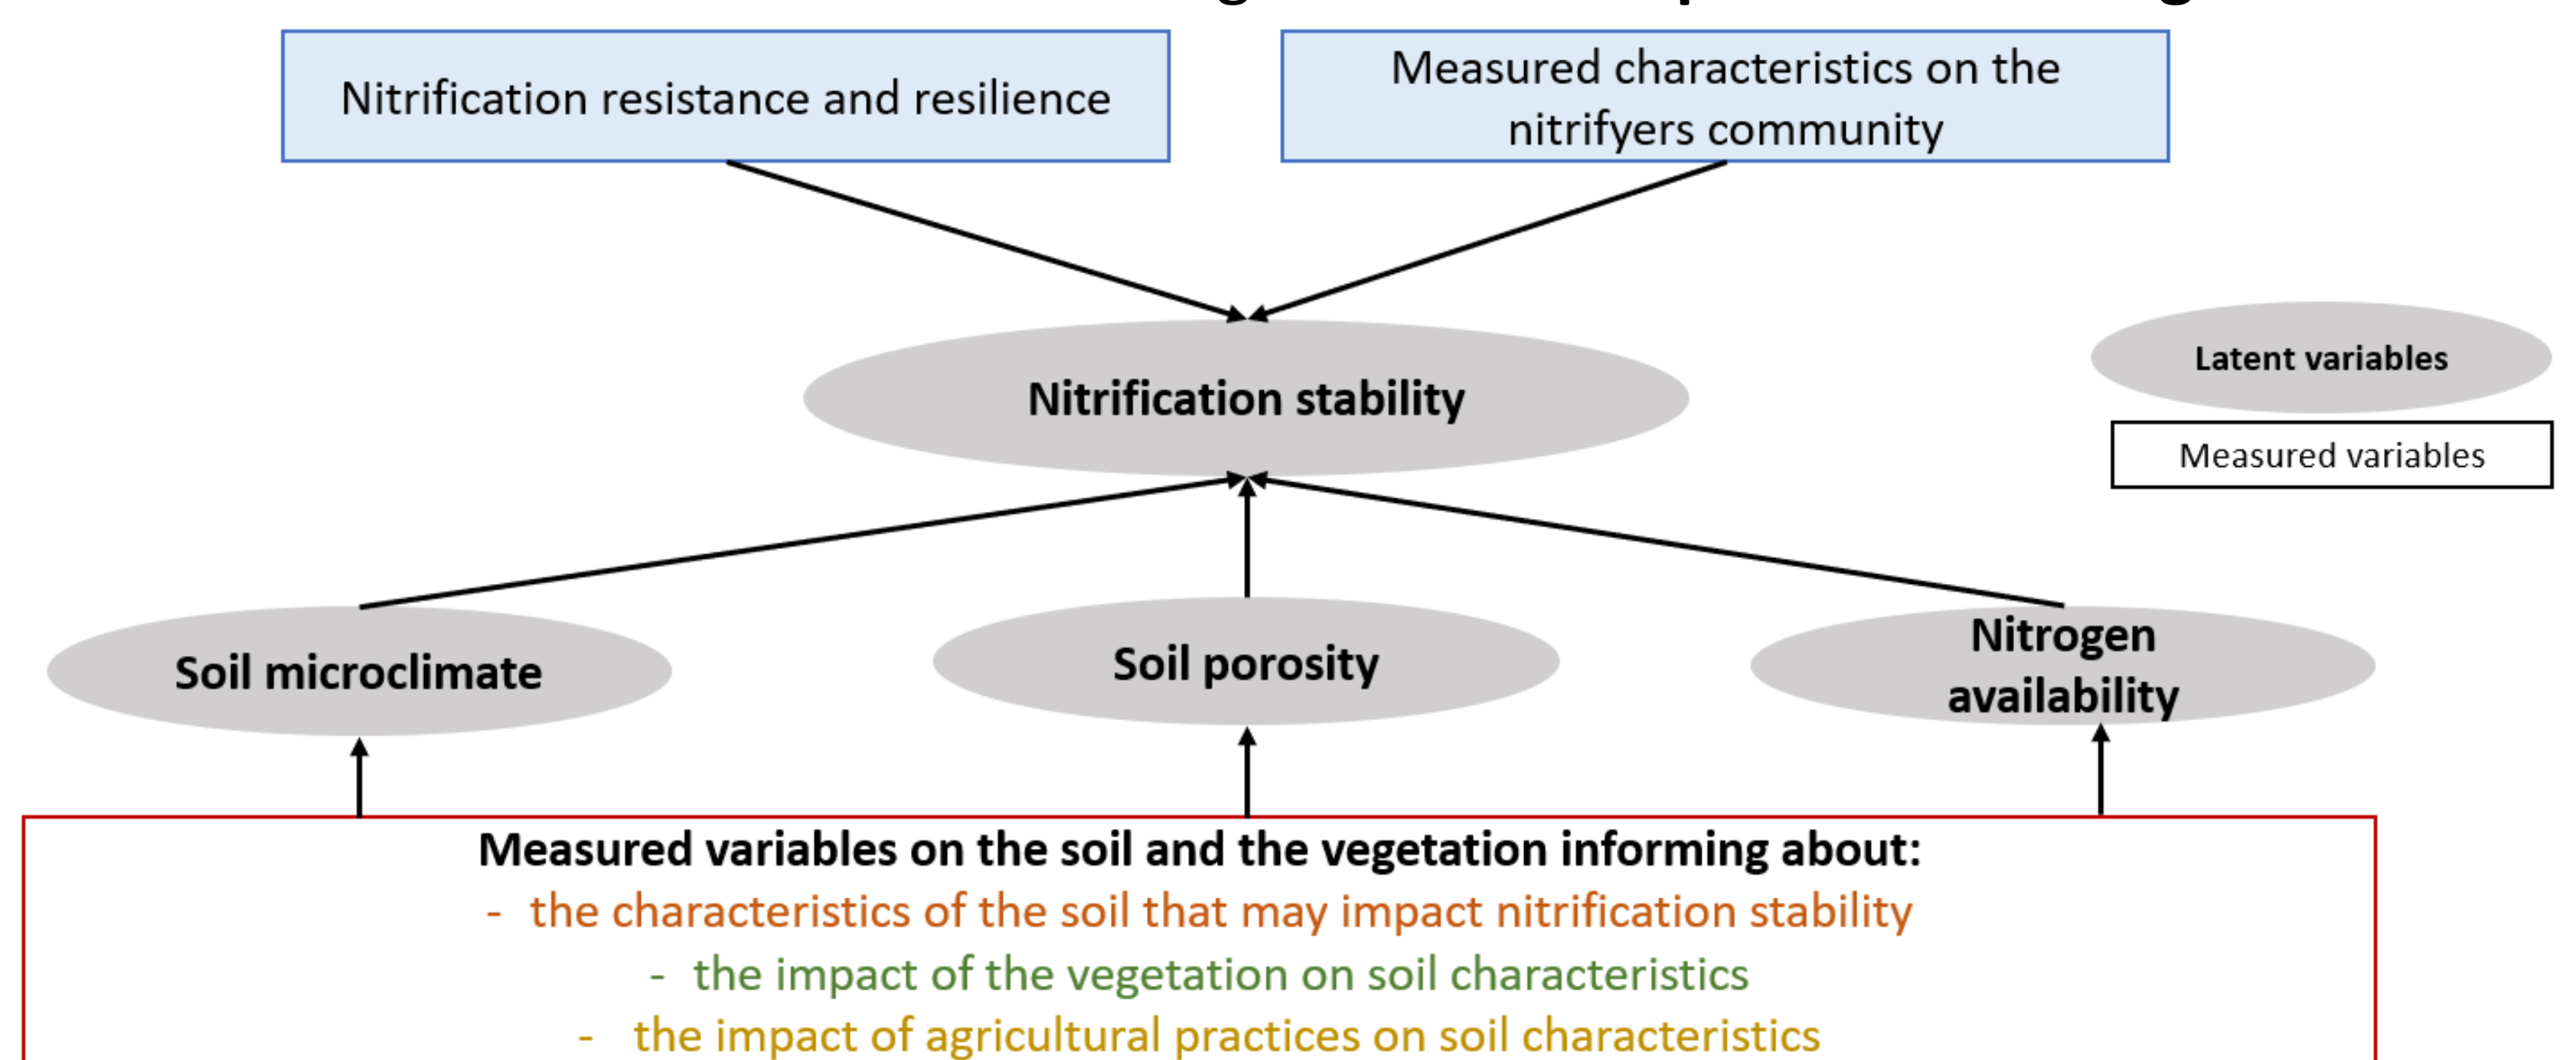 Nitrification resistance and resilience
Measured characteristics on the
nitrifyers community
Nitrification stability
Latent variables
Measured variables
Soil microclimate
Soil porosity
Nitrogen
availability
Measured variables on the soil and the vegetation informing about:
- the characteristics of the soil that may impact nitrification stability
- the impact of the vegetation on soil characteristics
- the impact of agricultural practices on soil characteristics